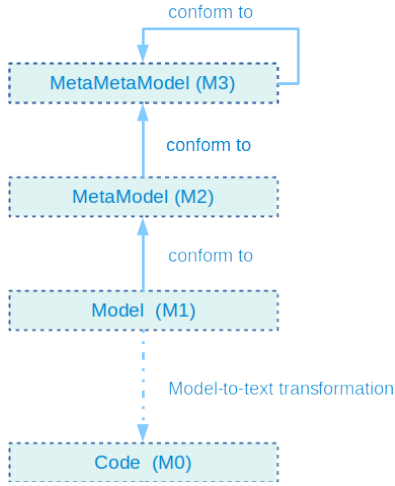 conform to
MetaMetaModel (M3)
conform to
MetaModel (M2)
conform to
Model (M1)
Model-to-text transformation
Code (M0)